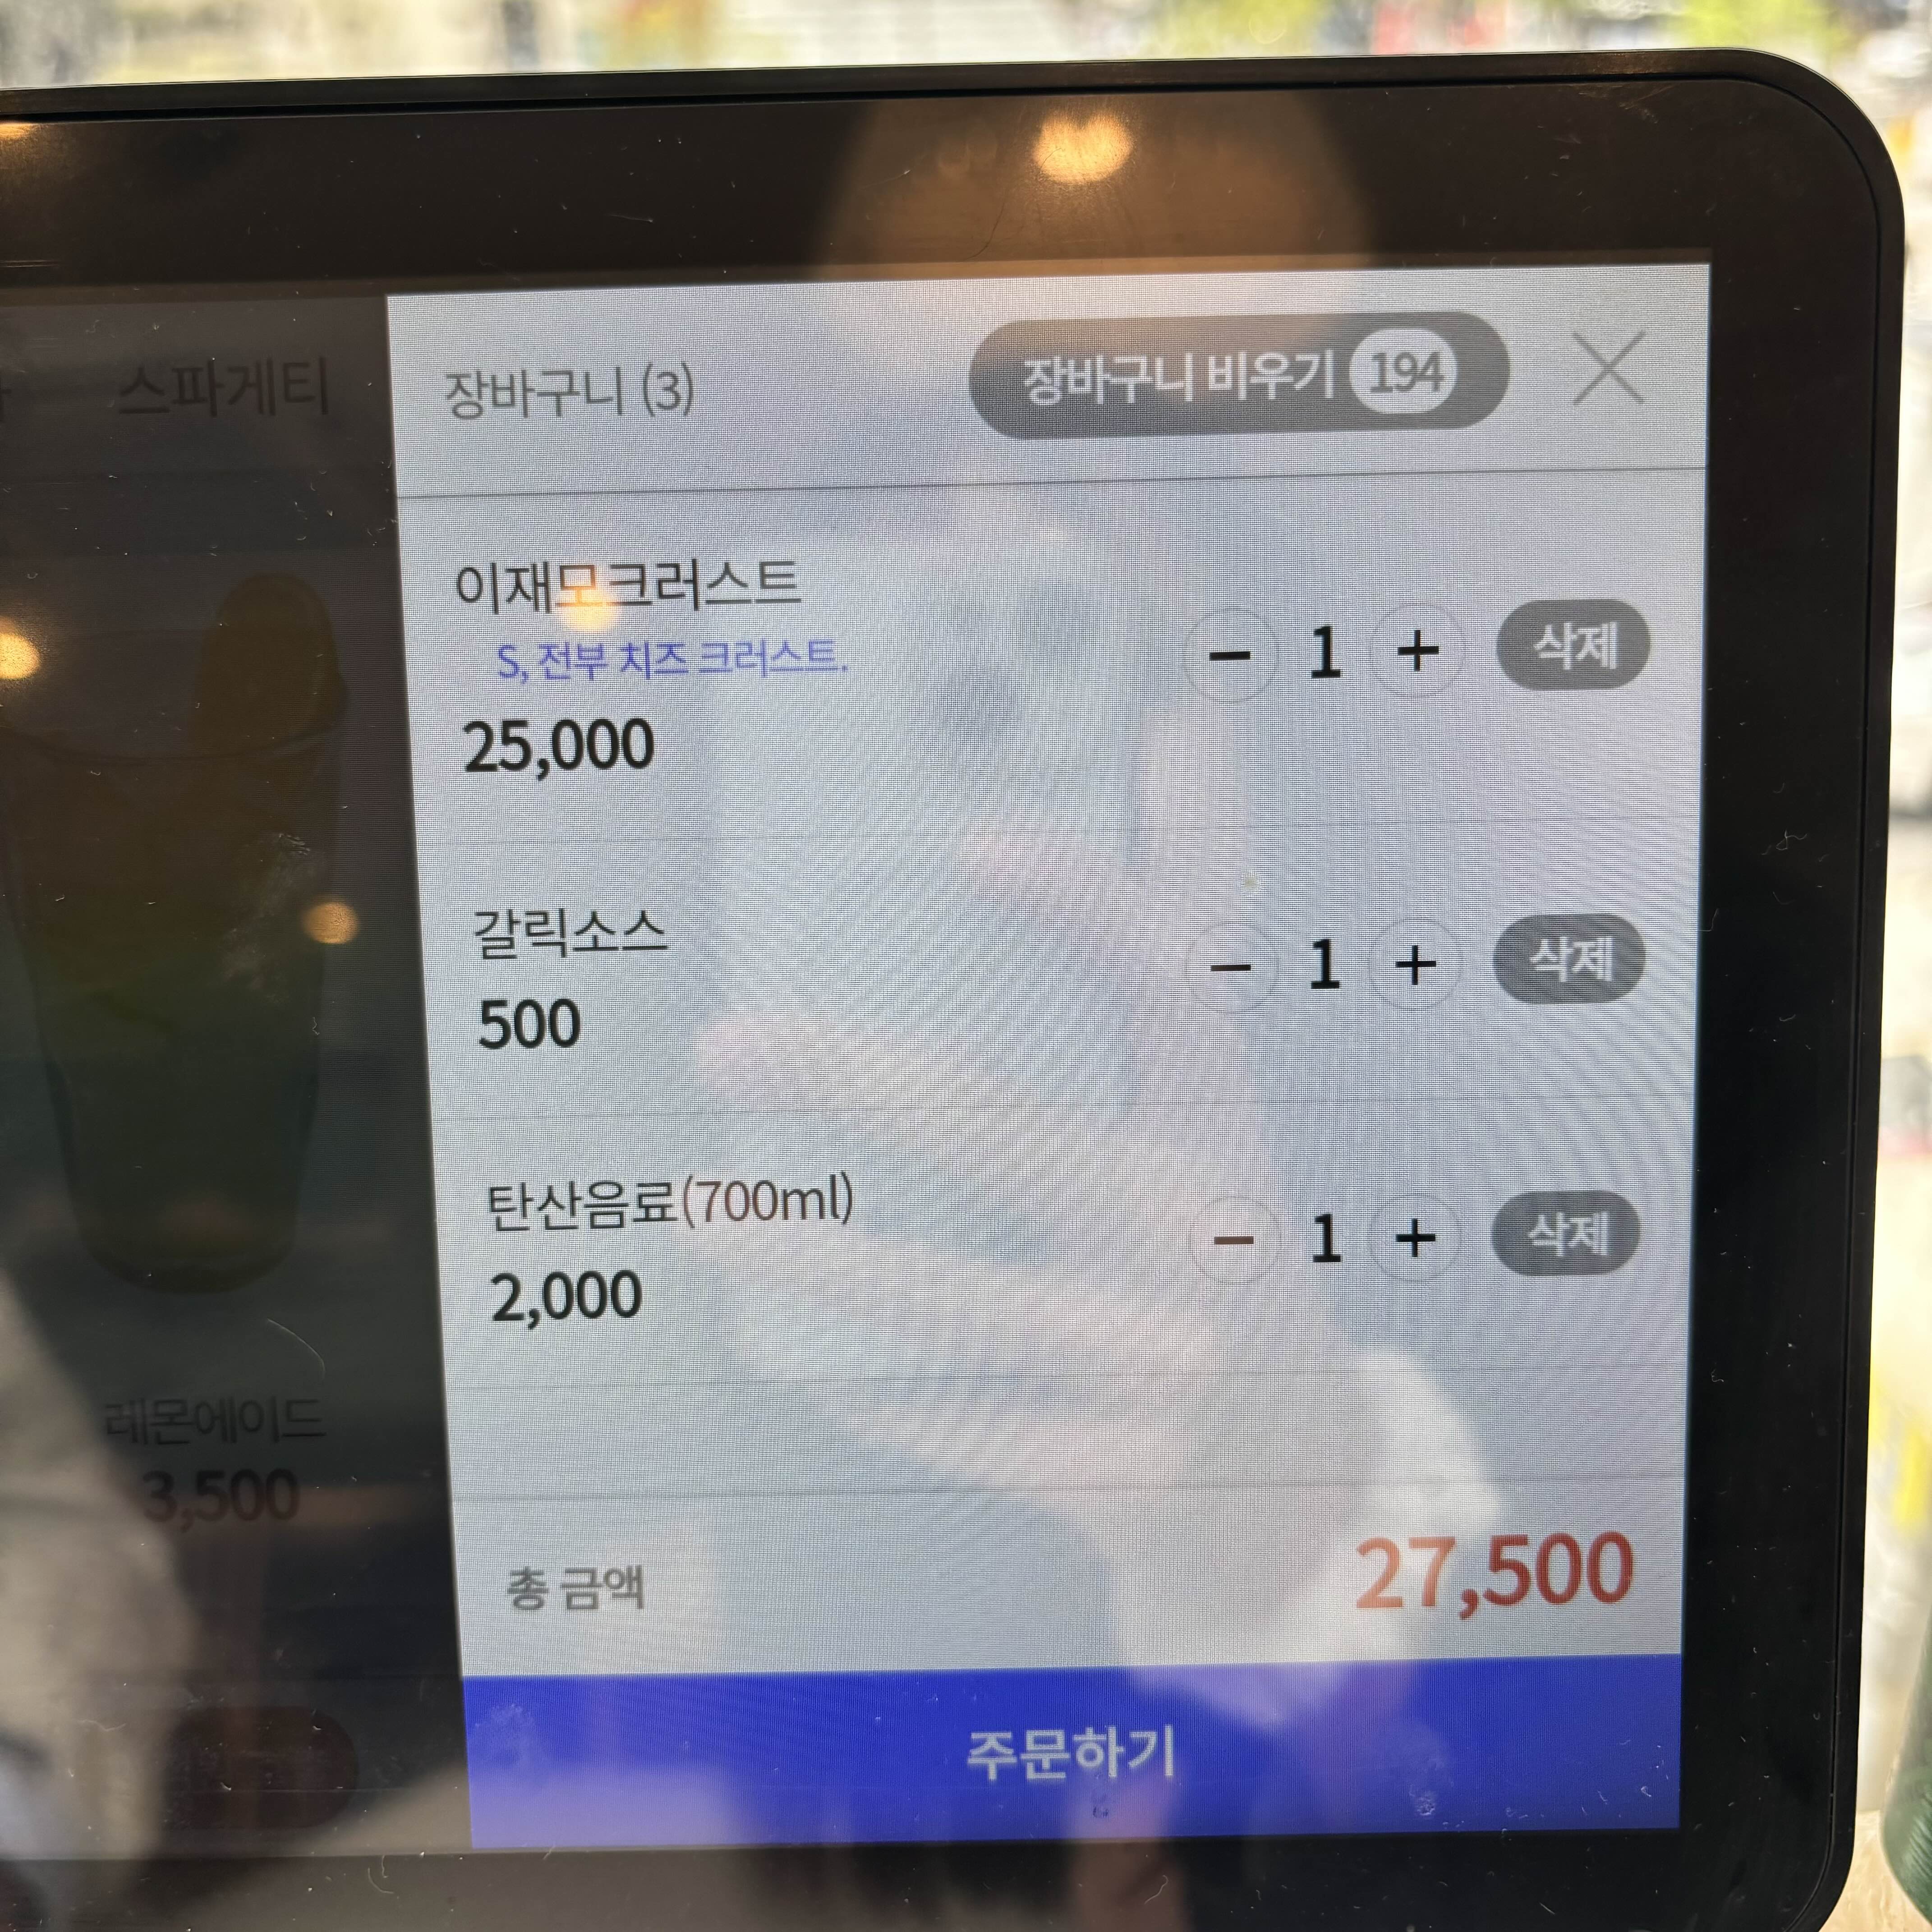 스파게티
장바구니 (3)
장바구니 비우기 194
이재모크러스트
S, 전부 치즈 크러스트.
25,000
1
삭제
갈릭소스
500
1
삭제
탄산음료(700ml)
2,000
1
삭제
레몬에이드
3,500
총 금액
27,500
주문하기